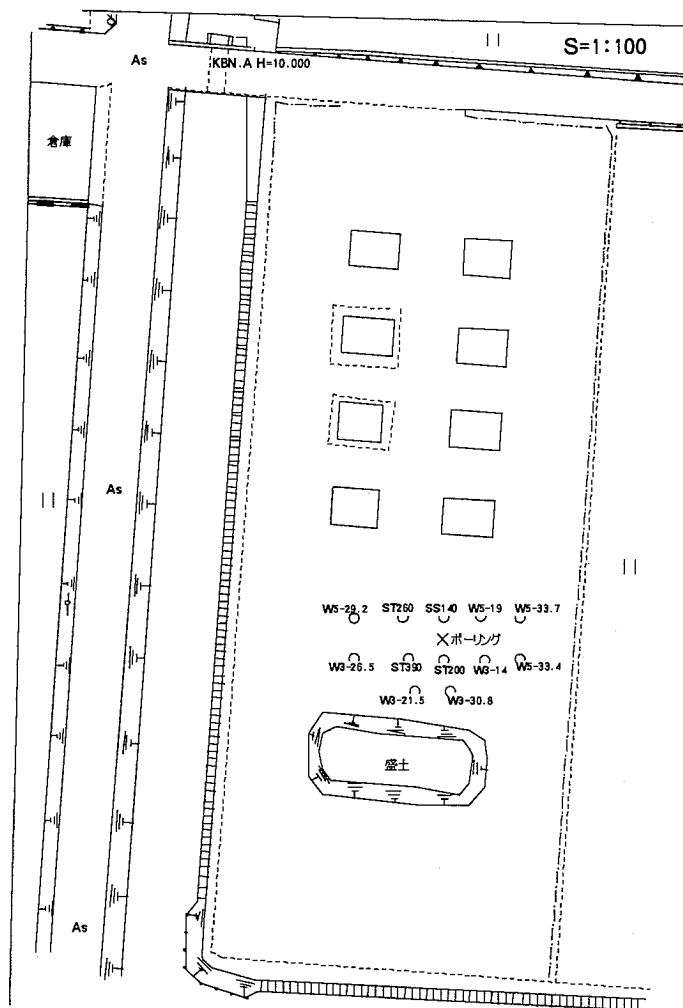 S=1:100
As
KBN.A H=10.000
倉庫
As
W5-29.2 ST260 SS140 W5-19 W5-33.7
×ボーリング
W3-26.5 ST390 ST200 W3-14 W5-33.4
W3-21.5 W3-30.8
盛土
As